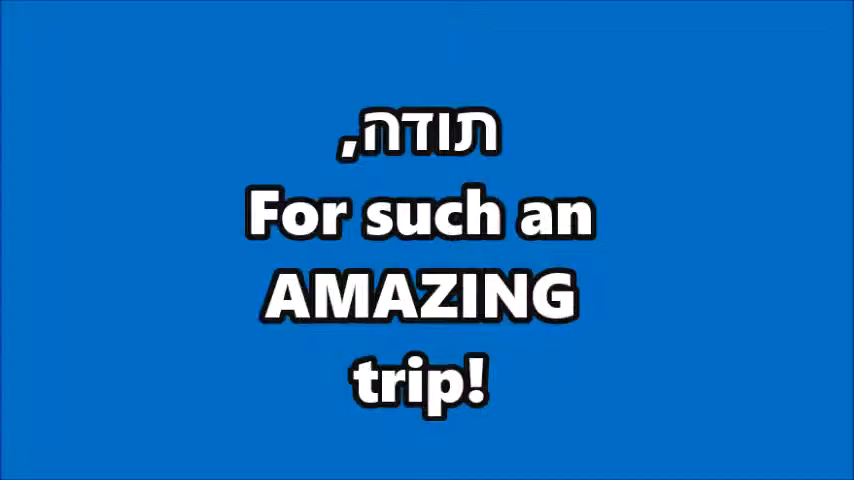 תודה,
For such an
AMAZING
trip!